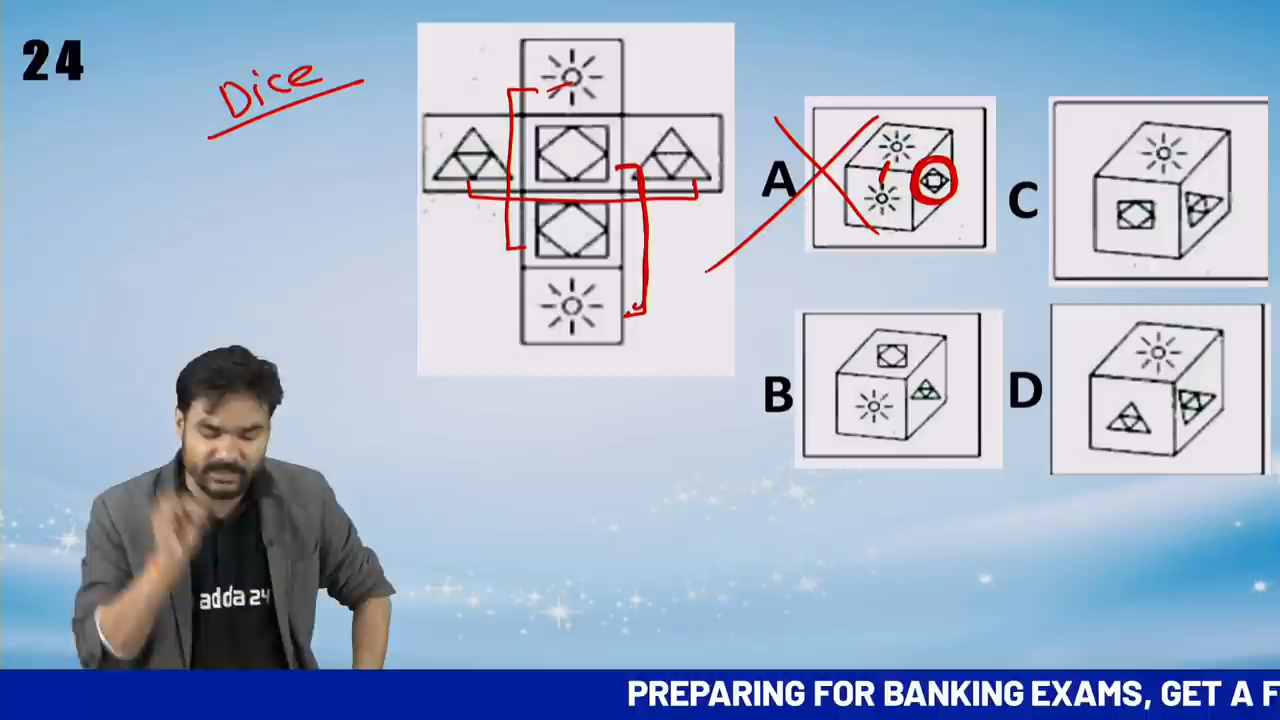 24
Dice
A
C
B
D
adda 24
PREPARING FOR BANKING EXAMS, GET A F